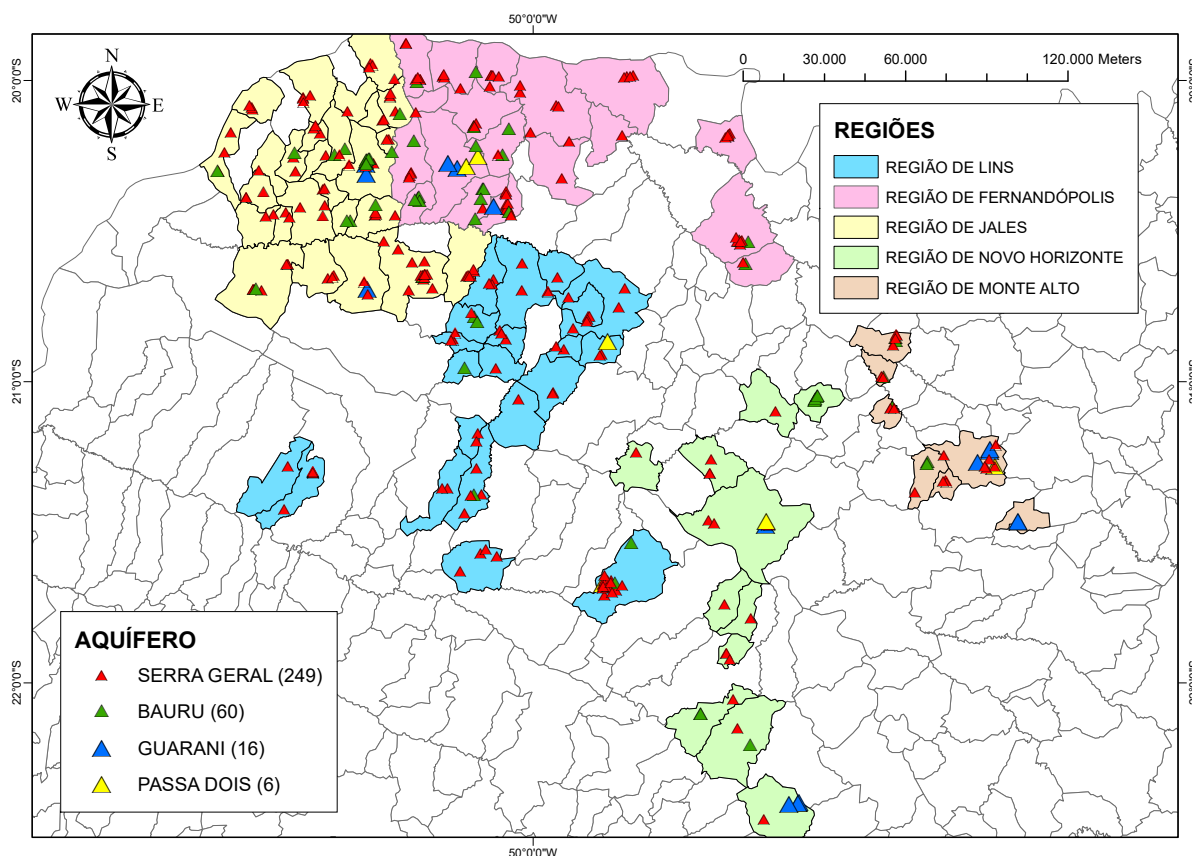 50°0'0"W
N
W
E
S
20°0'0"S
21°0'0"S
22°0'0"S
0 30.000 60.000 120.000 Meters
REGIÕES
REGIÃO DE LINS
REGIÃO DE FERNANDÓPOLIS
REGIÃO DE JALES
REGIÃO DE NOVO HORIZONTE
REGIÃO DE MONTE ALTO
AQUÍFERO
SERRA GERAL (249)
BAURU (60)
GUARANI (16)
PASSA DOIS (6)
50°0'0"W